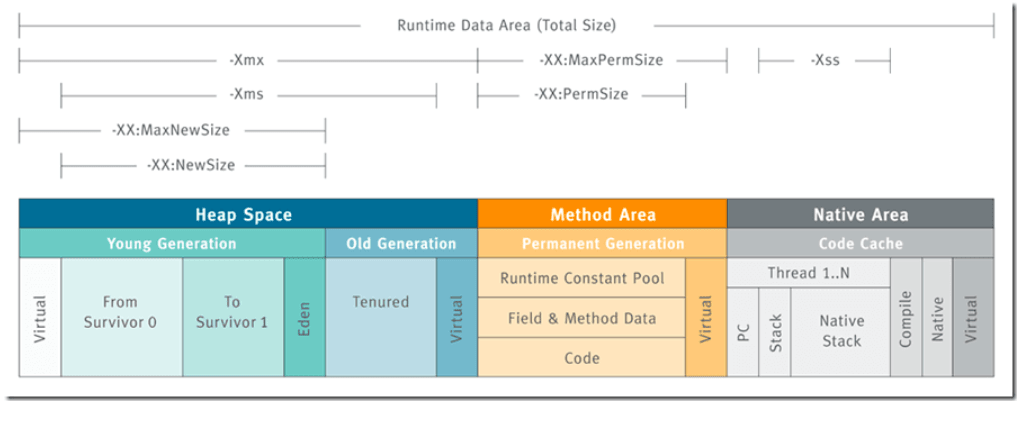 Runtime Data Area (Total Size)
-Xmx
-XX:MaxPermSize
-Xss
-Xms
-XX:PermSize
-XX:MaxNewSize
-XX:NewSize
Heap Space
Method Area
Native Area
Young Generation
Old Generation
Permanent Generation
Code Cache
Virtual
From
Survivor 0
To
Survivor 1
Eden
Tenured
Virtual
Runtime Constant Pool
Field & Method Data
Code
Virtual
Thread 1..N
PC
Stack
Native
Stack
Compile
Native
Virtual